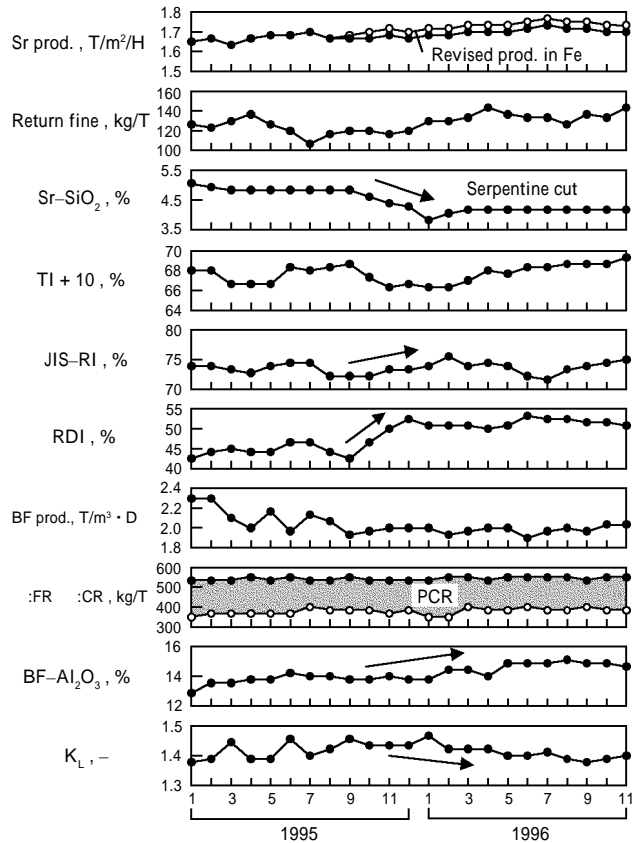 Sr prod. , T/m²/H
1.8
1.7
1.6
1.5
Revised prod. in Fe
Return fine , kg/T
160
140
120
100
Sr–SiO₂ , %
5.5
4.5
3.5
Serpentine cut
TI + 10 , %
70
68
66
64
JIS–RI , %
80
75
70
RDI , %
55
50
45
40
BF prod., T/m³・D
2.4
2.2
2.0
1.8
:FR :CR , kg/T
600
500
400
300
PCR
BF–Al₂O₃ , %
16
14
12
K_L , –
1.5
1.4
1.3
1 3 5 7 9 11 1 3 5 7 9 11
1995 1996